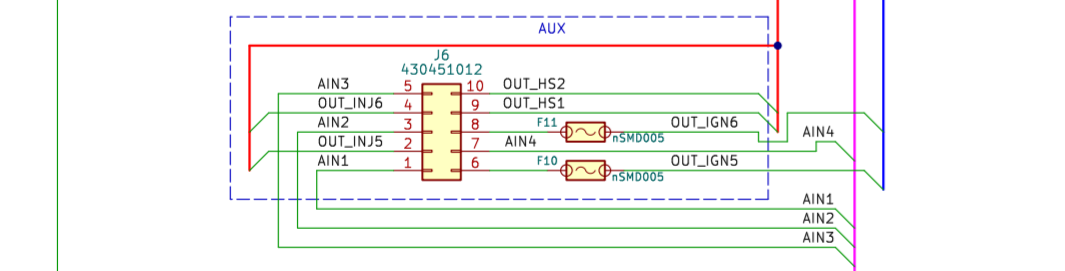 AUX
J6
430451012
AIN3 5 10 OUT_HS2
OUT_INJ6 4 9 OUT_HS1
AIN2 3 8 F11 nSMD005 OUT_IGN6
OUT_INJ5 2 7 AIN4 AIN4
AIN1 1 6 F10 nSMD005 OUT_IGN5
AIN1
AIN2
AIN3